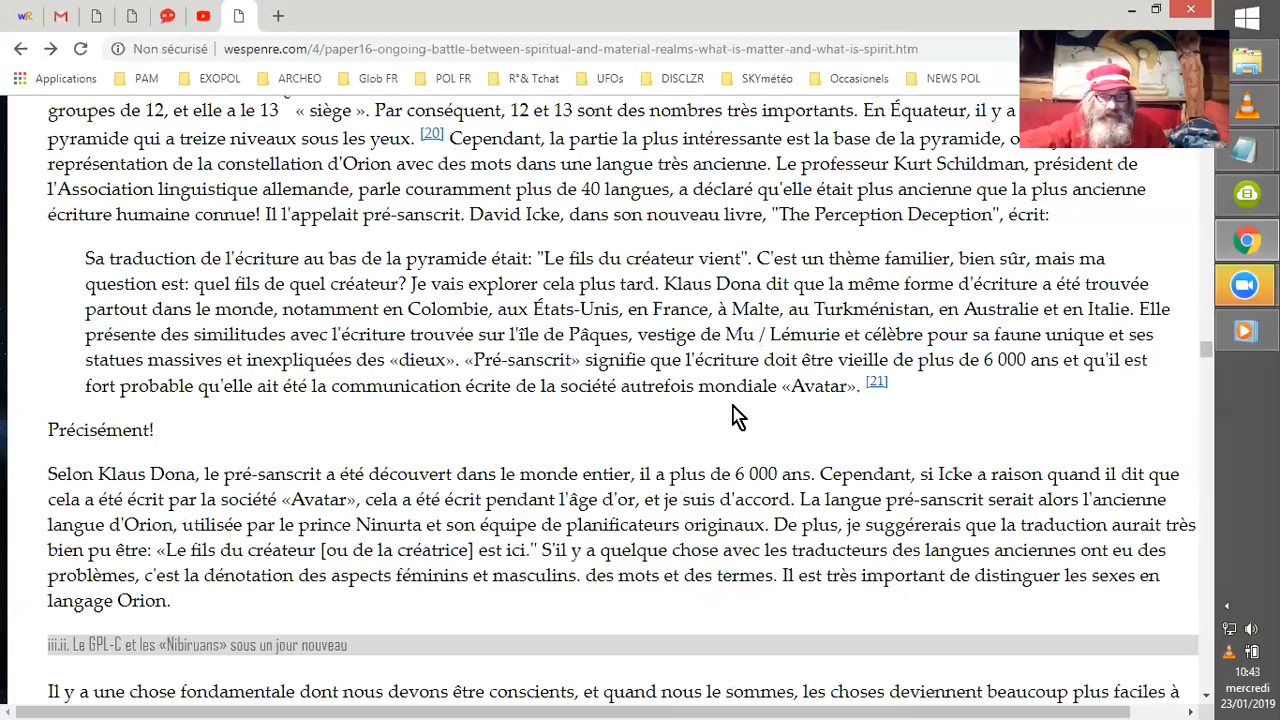 Non sécurisé
wespenre.com/4/paper16-ongoing-battle-between-spiritual-and-material-realms-what-is-matter-and-what-is-spirit.htm
Applications PAM EXOPOL ARCHEO Glob FR POL FR R°& Tchat UFOs DISCLZR SKYmétéo Occasionels NEWS POL
groupes de 12, et elle a le 13 « siège ». Par conséquent, 12 et 13 sont des nombres très importants. En Équateur, il y a
pyramide qui a treize niveaux sous les yeux. [20] Cependant, la partie la plus intéressante est la base de la pyramide,
représentation de la constellation d'Orion avec des mots dans une langue très ancienne. Le professeur Kurt Schildman, président de
l'Association linguistique allemande, parle couramment plus de 40 langues, a déclaré qu'elle était plus ancienne que la plus ancienne
écriture humaine connue! Il l'appelait pré-sanscrit. David Icke, dans son nouveau livre, "The Perception Deception", écrit:
Sa traduction de l'écriture au bas de la pyramide était: "Le fils du créateur vient". C'est un thème familier, bien sûr, mais ma
question est: quel fils de quel créateur? Je vais explorer cela plus tard. Klaus Dona dit que la même forme d'écriture a été trouvée
partout dans le monde, notamment en Colombie, aux États-Unis, en France, à Malte, au Turkménistan, en Australie et en Italie. Elle
présente des similitudes avec l'écriture trouvée sur l'île de Pâques, vestige de Mu / Lémurie et célèbre pour sa faune unique et ses
statues massives et inexpliquées des «dieux». «Pré-sanscrit» signifie que l'écriture doit être vieille de plus de 6 000 ans et qu'il est
fort probable qu'elle ait été la communication écrite de la société autrefois mondiale «Avatar». [21]
Précisément!
Selon Klaus Dona, le pré-sanscrit a été découvert dans le monde entier, il a plus de 6 000 ans. Cependant, si Icke a raison quand il dit que
cela a été écrit par la société «Avatar», cela a été écrit pendant l'âge d'or, et je suis d'accord. La langue pré-sanscrit serait alors l'ancienne
langue d'Orion, utilisée par le prince Ninurta et son équipe de planificateurs originaux. De plus, je suggérerais que la traduction aurait très
bien pu être: «Le fils du créateur [ou de la créatrice] est ici." S'il y a quelque chose avec les traducteurs des langues anciennes ont eu des
problèmes, c'est la dénotation des aspects féminins et masculins. des mots et des termes. Il est très important de distinguer les sexes en
langage Orion.
iii.ii. Le GPL-C et les «Nibiruans» sous un jour nouveau
Il y a une chose fondamentale dont nous devons être conscients, et quand nous le sommes, les choses deviennent beaucoup plus faciles à
10:43
mercredi
23/01/2019